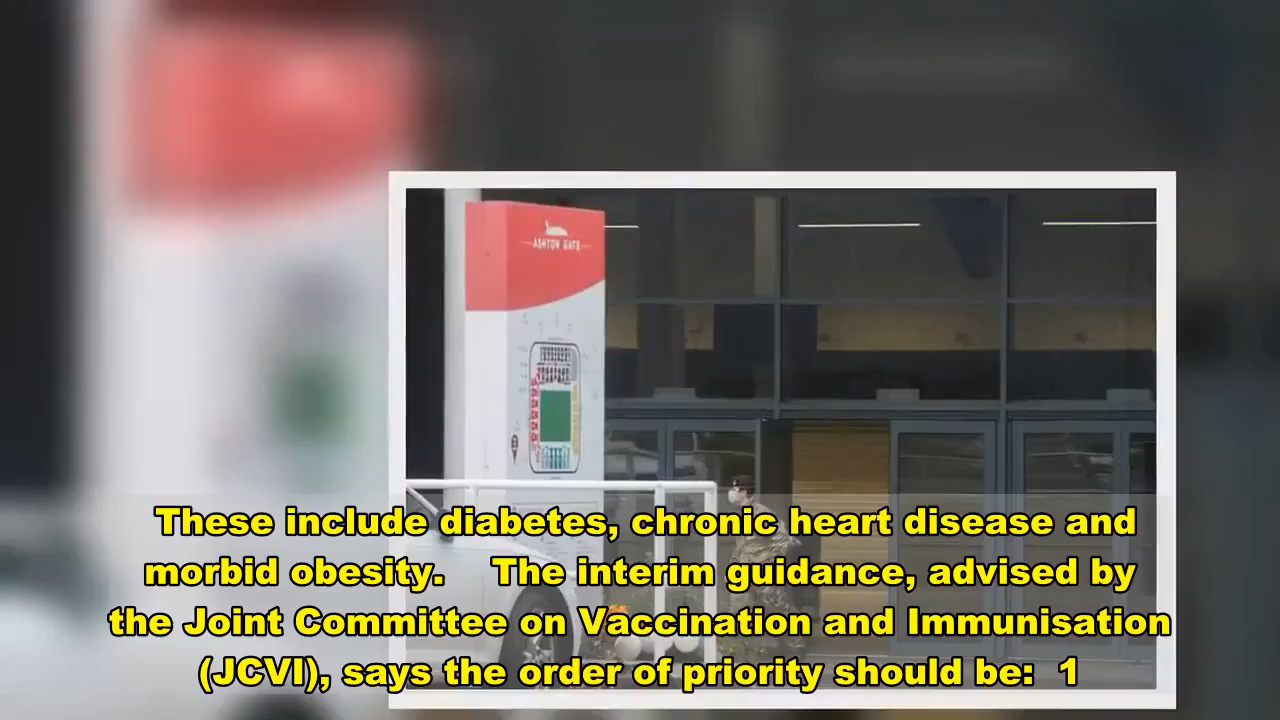 ASHTON GATE
These include diabetes, chronic heart disease and
morbid obesity. The interim guidance, advised by
the Joint Committee on Vaccination and Immunisation
(JCVI), says the order of priority should be: 1